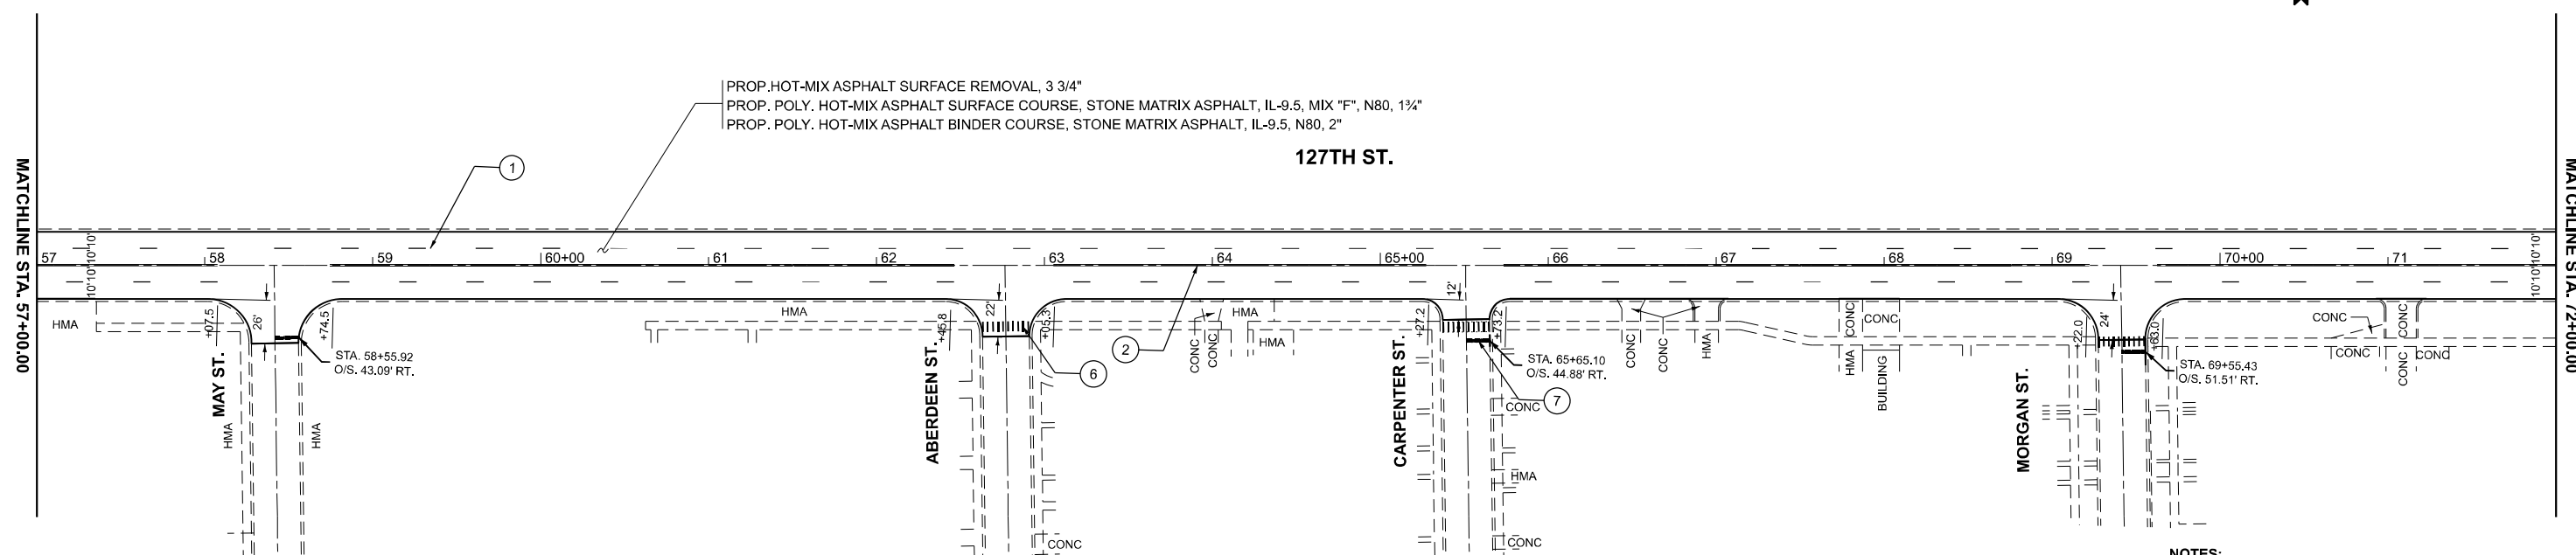 PROP.HOT-MIX ASPHALT SURFACE REMOVAL, 3 3/4"
PROP. POLY. HOT-MIX ASPHALT SURFACE COURSE, STONE MATRIX ASPHALT, IL-9.5, MIX "F", N80, 1¾"
PROP. POLY. HOT-MIX ASPHALT BINDER COURSE, STONE MATRIX ASPHALT, IL-9.5, N80, 2"
127TH ST.
MATCHLINE STA. 57+00.00
MATCHLINE STA. 72+00.00
1
10' 10' 10' 10'
57 58 59 60+00 61 62 63 64 65+00 66 67 68 69 70+00 71
10' 10' 10' 10'
HMA
+07.5
26'
+74.5
STA. 58+55.92
O/S. 43.09' RT.
MAY ST.
HMA
HMA
HMA
+45.8
22'
+05.3
ABERDEEN ST.
6
2
CONC
CONC
CONC
HMA
HMA
+27.2
12'
+73.2
CARPENTER ST.
STA. 65+65.10
O/S. 44.88' RT.
7
CONC
HMA
CONC
CONC
CONC
HMA
CONC
CONC
HMA
BUILDING
+22.0
24'
+63.0
MORGAN ST.
STA. 69+55.43
O/S. 51.51' RT.
CONC
CONC
CONC
CONC
CONC
NOTES: